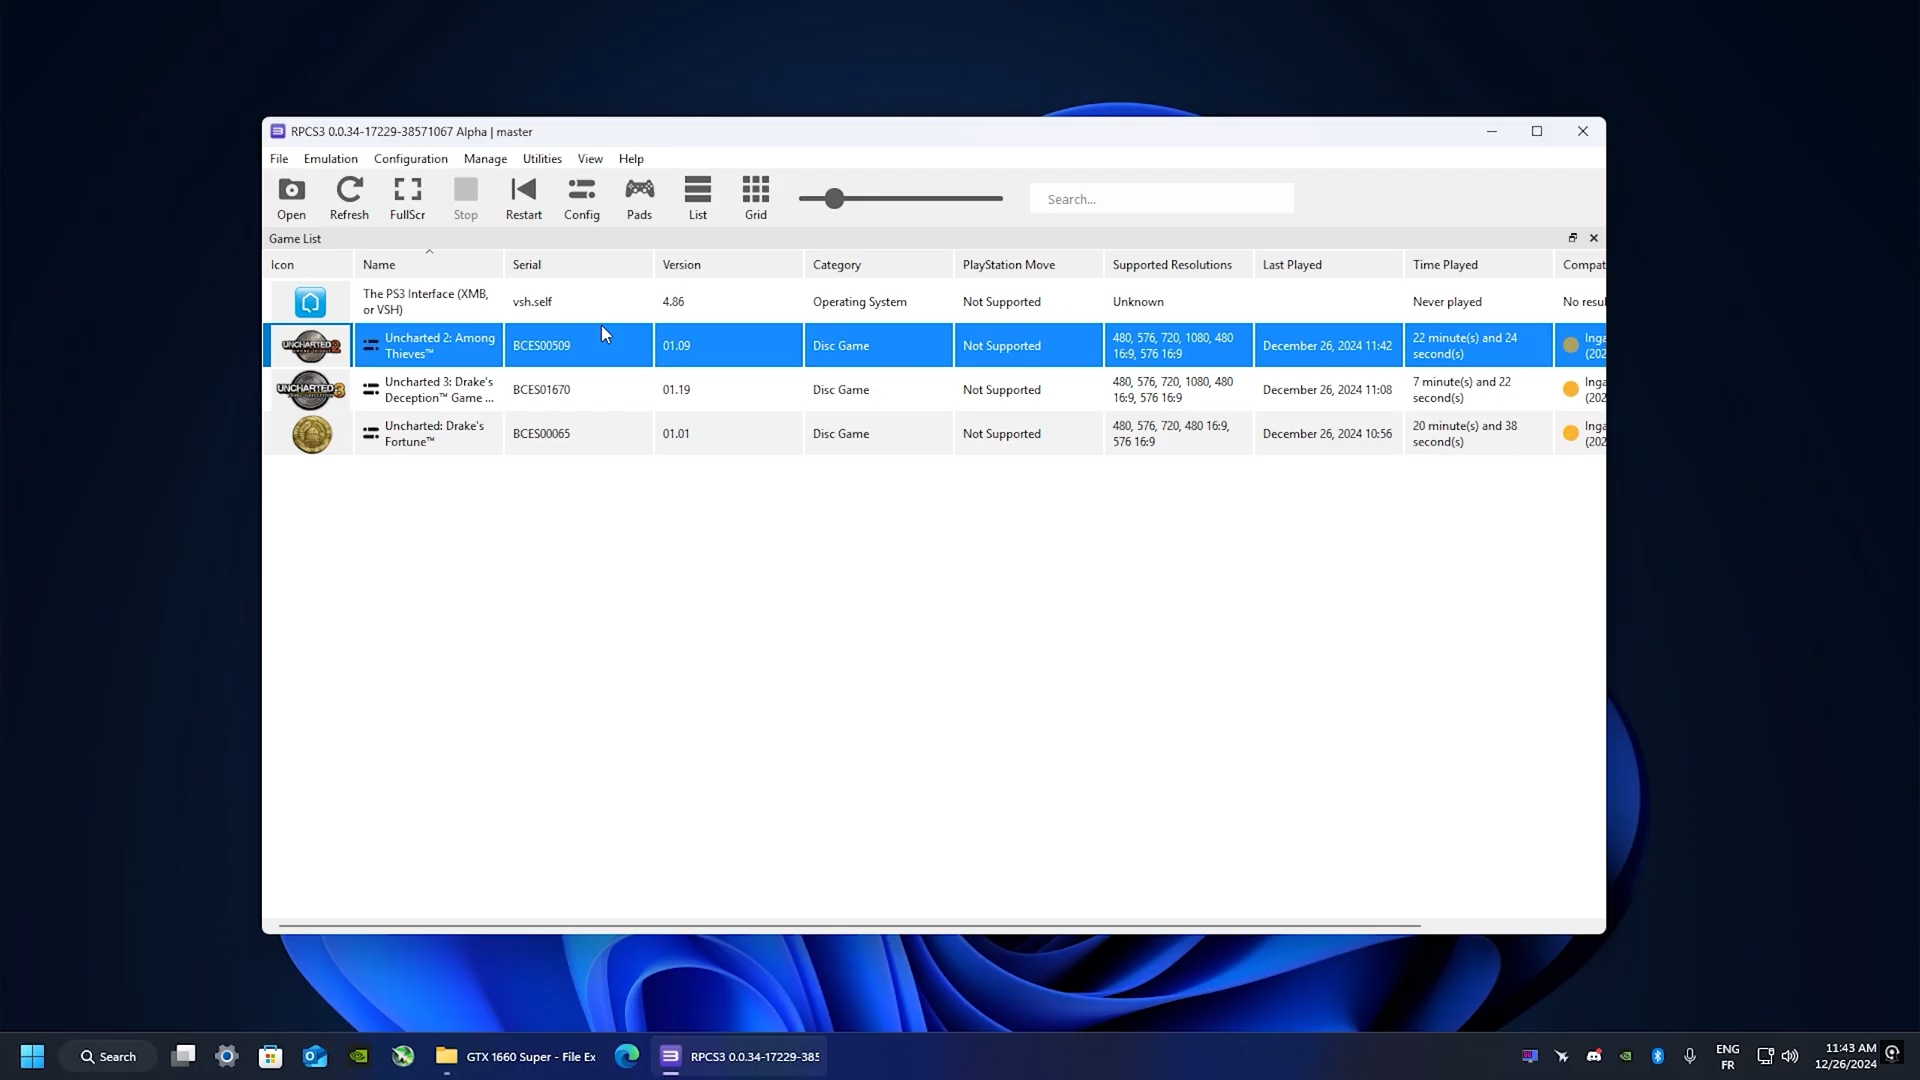 RPCS3 0.0.34-17229-38571067 Alpha | master
File Emulation Configuration Manage Utilities View Help
Open Refresh FullScr Stop Restart Config Pads List Grid Search...
Game List
Icon Name Serial Version Category PlayStation Move Supported Resolutions Last Played Time Played Compat
The PS3 Interface (XMB,
or VSH)
vsh.self 4.86 Operating System Not Supported Unknown Never played No resul
UNCHARTED 2
Uncharted 2: Among
Thieves™
BCES00509 01.09 Disc Game Not Supported
480, 576, 720, 1080, 480
16:9, 576 16:9
December 26, 2024 11:42
22 minute(s) and 24
second(s)
Inga
(202
UNCHARTED 3
Uncharted 3: Drake's
Deception™ Game ...
BCES01670 01.19 Disc Game Not Supported
480, 576, 720, 1080, 480
16:9, 576 16:9
December 26, 2024 11:08
7 minute(s) and 22
second(s)
Inga
(202
Uncharted: Drake's
Fortune™
BCES00065 01.01 Disc Game Not Supported
480, 576, 720, 480 16:9,
576 16:9
December 26, 2024 10:56
20 minute(s) and 38
second(s)
Inga
(202
Search GTX 1660 Super - File Ex RPCS3 0.0.34-17229-385
ENG
FR
11:43 AM
12/26/2024